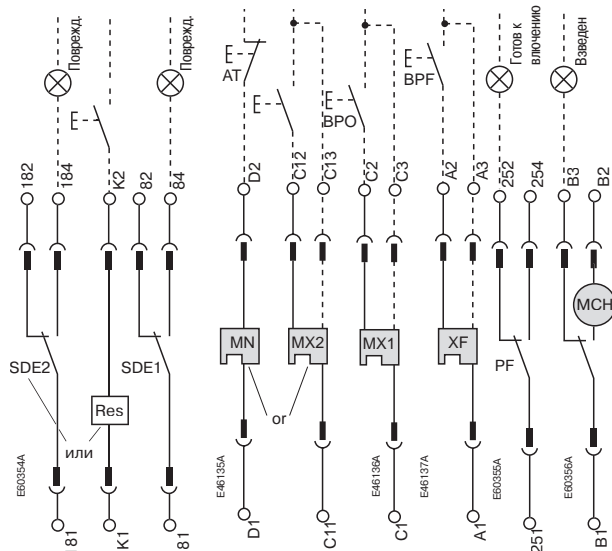 Поврежд.
Поврежд.
Готов к
влючению
Взведен
AT
BPO
BPF
182
184
K2
82
84
D2
C12
C13
C2
C3
A2
A3
252
254
B3
B2
MCH
MN
MX2
MX1
XF
PF
SDE2
SDE1
Res
или
or
E60354A
E46135A
E46136A
E46137A
E60355A
E60356A
181
K1
81
D1
C11
C1
A1
251
B1